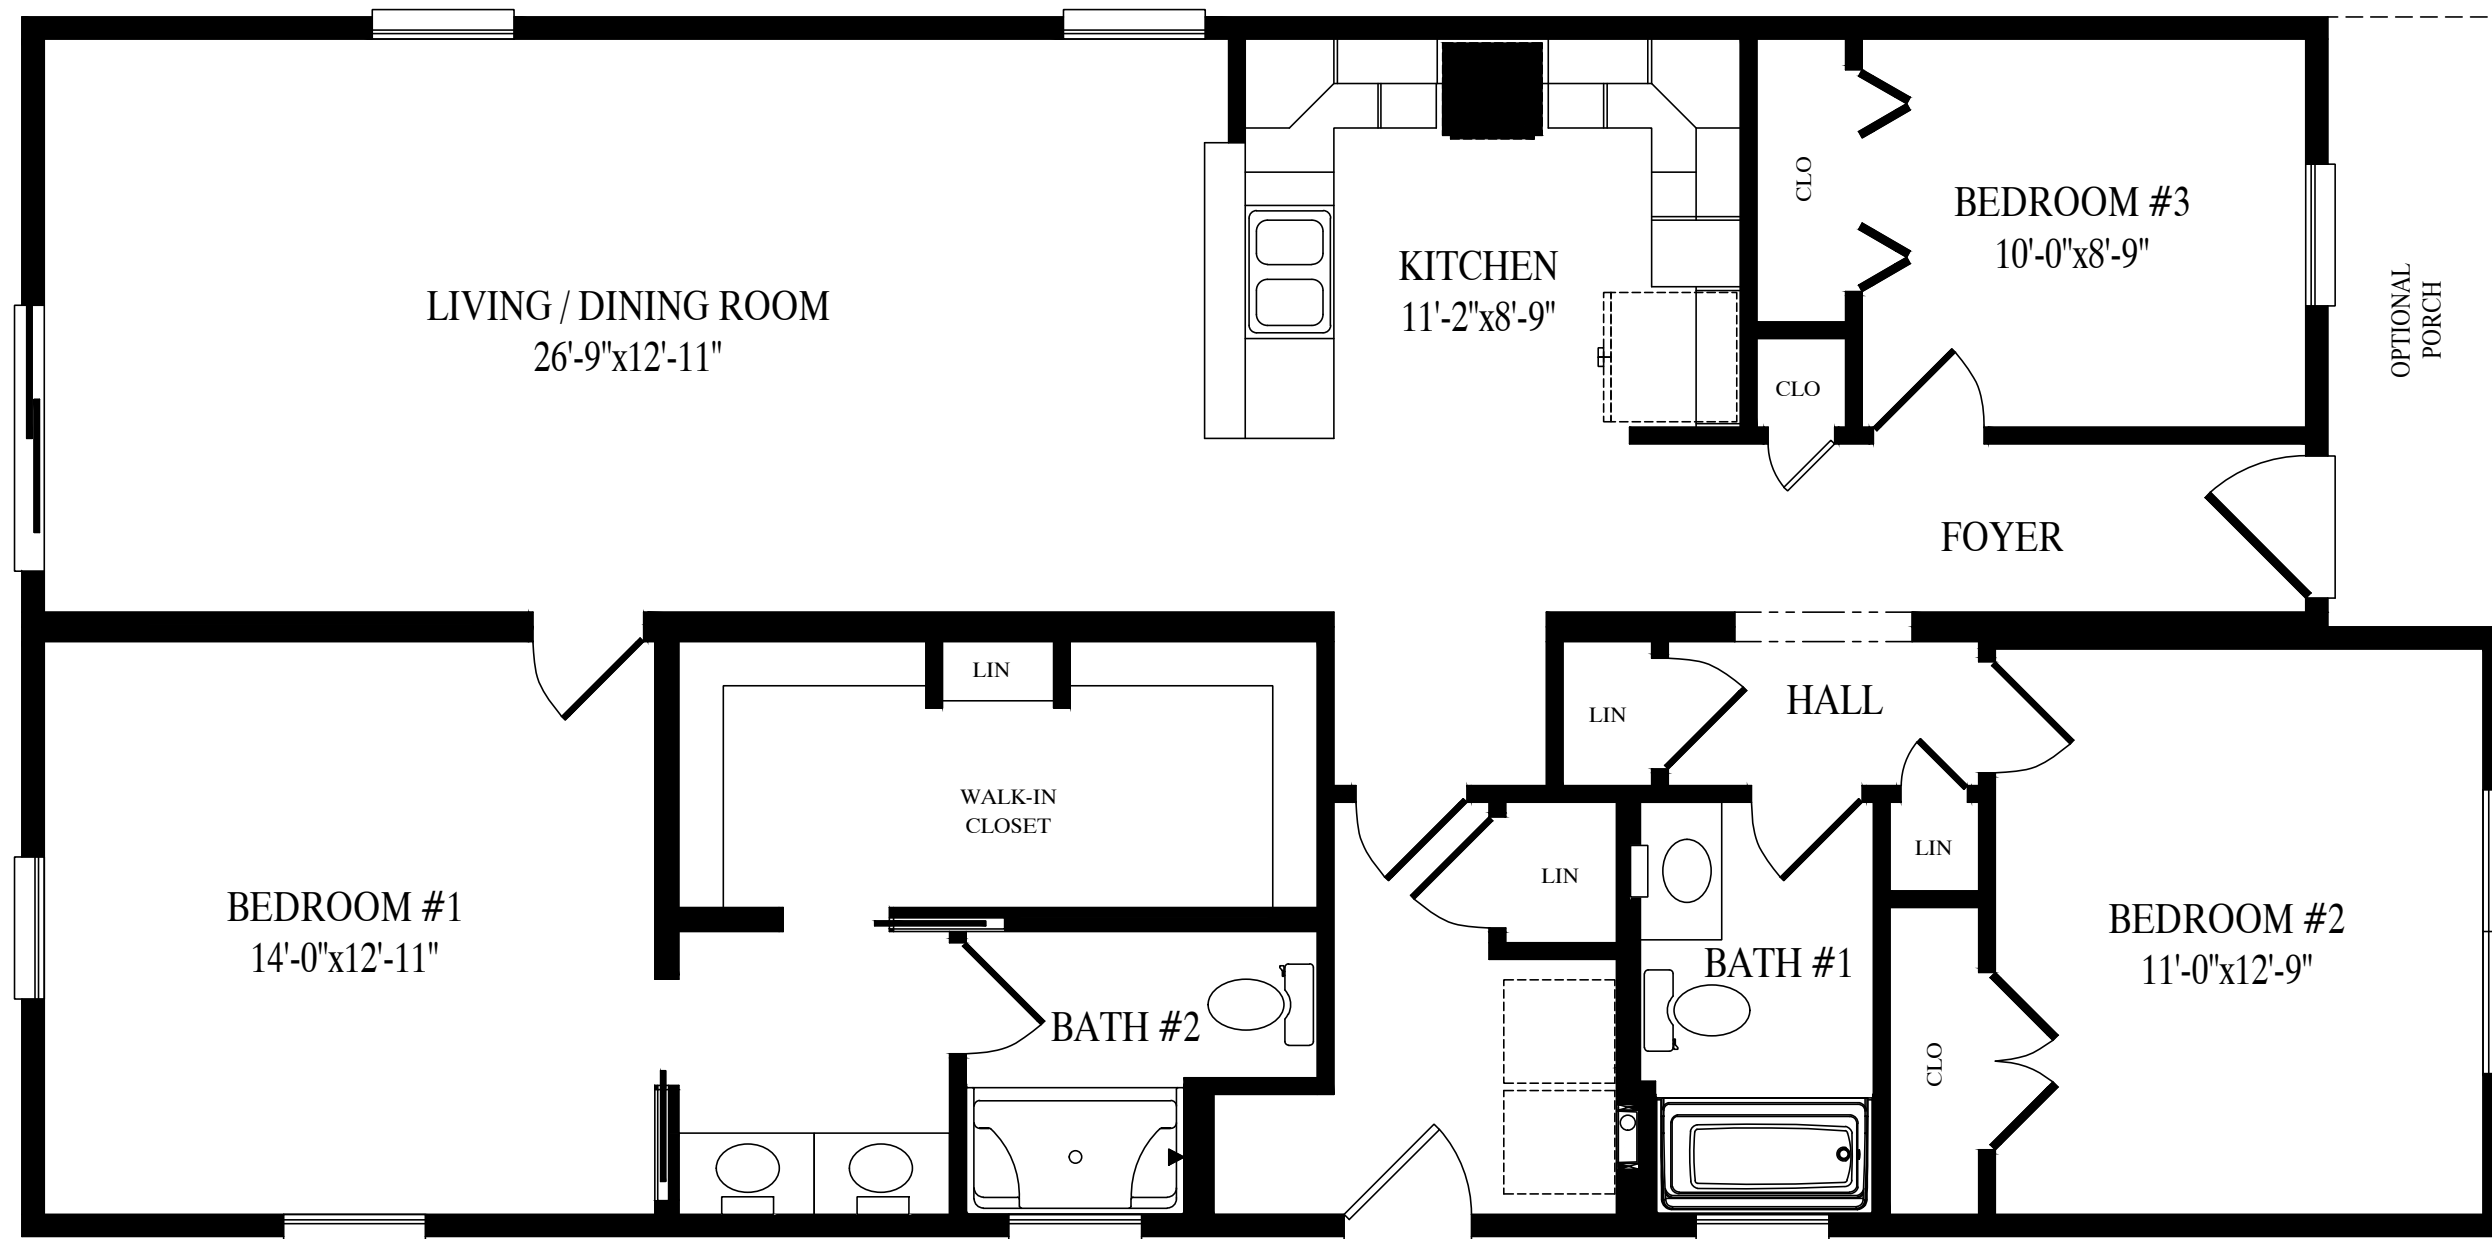 LIVING / DINING ROOM
26'-9"x12'-11"
KITCHEN
11'-2"x8'-9"
CLO
BEDROOM #3
10'-0"x8'-9"
OPTIONAL
PORCH
CLO
FOYER
LIN
WALK-IN
CLOSET
LIN
HALL
LIN
LIN
BEDROOM #1
14'-0"x12'-11"
BATH #2
BATH #1
CLO
BEDROOM #2
11'-0"x12'-9"